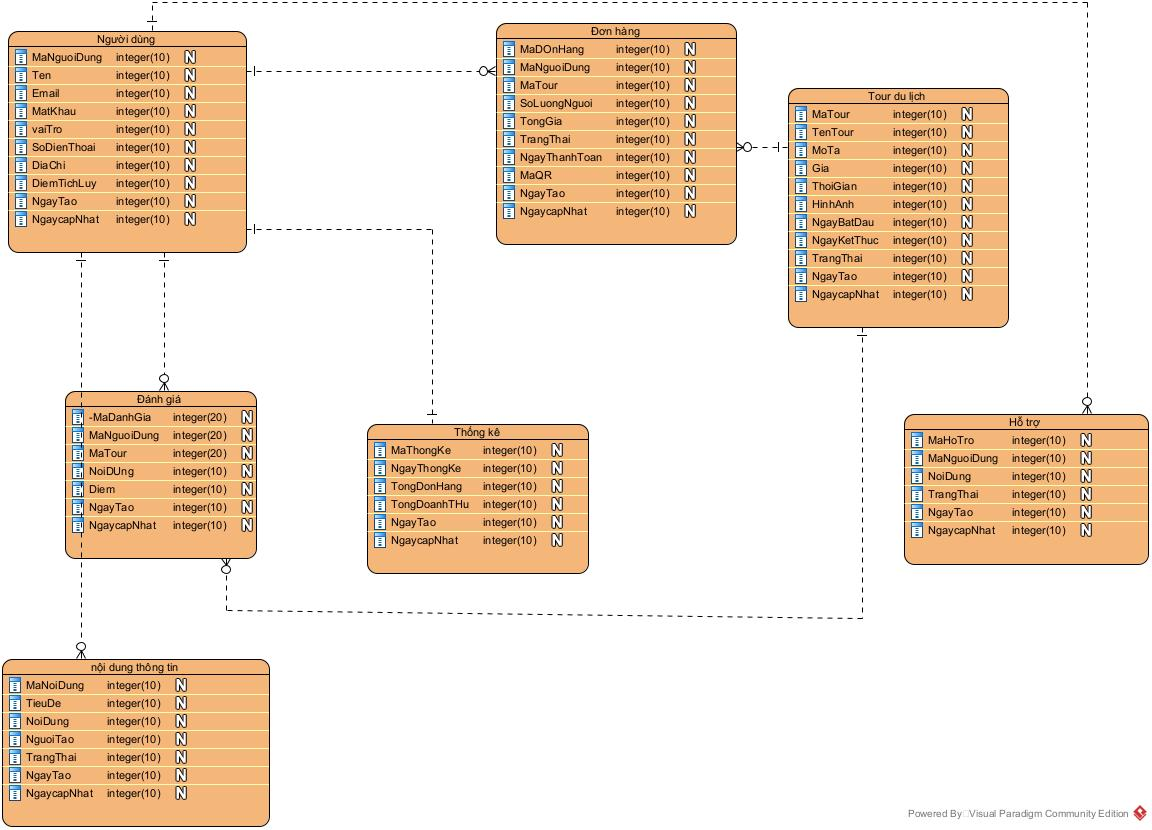 Người dùng
MaNguoiDung integer(10) N
Ten integer(10) N
Email integer(10) N
MatKhau integer(10) N
vaiTro integer(10) N
SoDienThoai integer(10) N
DiaChi integer(10) N
DiemTichLuy integer(10) N
NgayTao integer(10) N
NgaycapNhat integer(10) N
Đơn hàng
MaDOnHang integer(10) N
MaNguoiDung integer(10) N
MaTour integer(10) N
SoLuongNguoi integer(10) N
TongGia integer(10) N
TrangThai integer(10) N
NgayThanhToan integer(10) N
MaQR integer(10) N
NgayTao integer(10) N
NgaycapNhat integer(10) N
Tour du lịch
MaTour integer(10) N
TenTour integer(10) N
MoTa integer(10) N
Gia integer(10) N
ThoiGian integer(10) N
HinhAnh integer(10) N
NgayBatDau integer(10) N
NgayKetThuc integer(10) N
TrangThai integer(10) N
NgayTao integer(10) N
NgaycapNhat integer(10) N
Đánh giá
-MaDanhGia integer(20) N
MaNguoiDung integer(20) N
MaTour integer(20) N
NoiDUng integer(10) N
Diem integer(10) N
NgayTao integer(10) N
NgaycapNhat integer(10) N
Thống kê
MaThongKe integer(10) N
NgayThongKe integer(10) N
TongDonHang integer(10) N
TongDoanhTHu integer(10) N
NgayTao integer(10) N
NgaycapNhat integer(10) N
Hỗ trợ
MaHoTro integer(10) N
MaNguoiDung integer(10) N
NoiDung integer(10) N
TrangThai integer(10) N
NgayTao integer(10) N
NgaycapNhat integer(10) N
nội dung thông tin
MaNoiDung integer(10) N
TieuDe integer(10) N
NoiDung integer(10) N
NguoiTao integer(10) N
TrangThai integer(10) N
NgayTao integer(10) N
NgaycapNhat integer(10) N
Powered By Visual Paradigm Community Edition